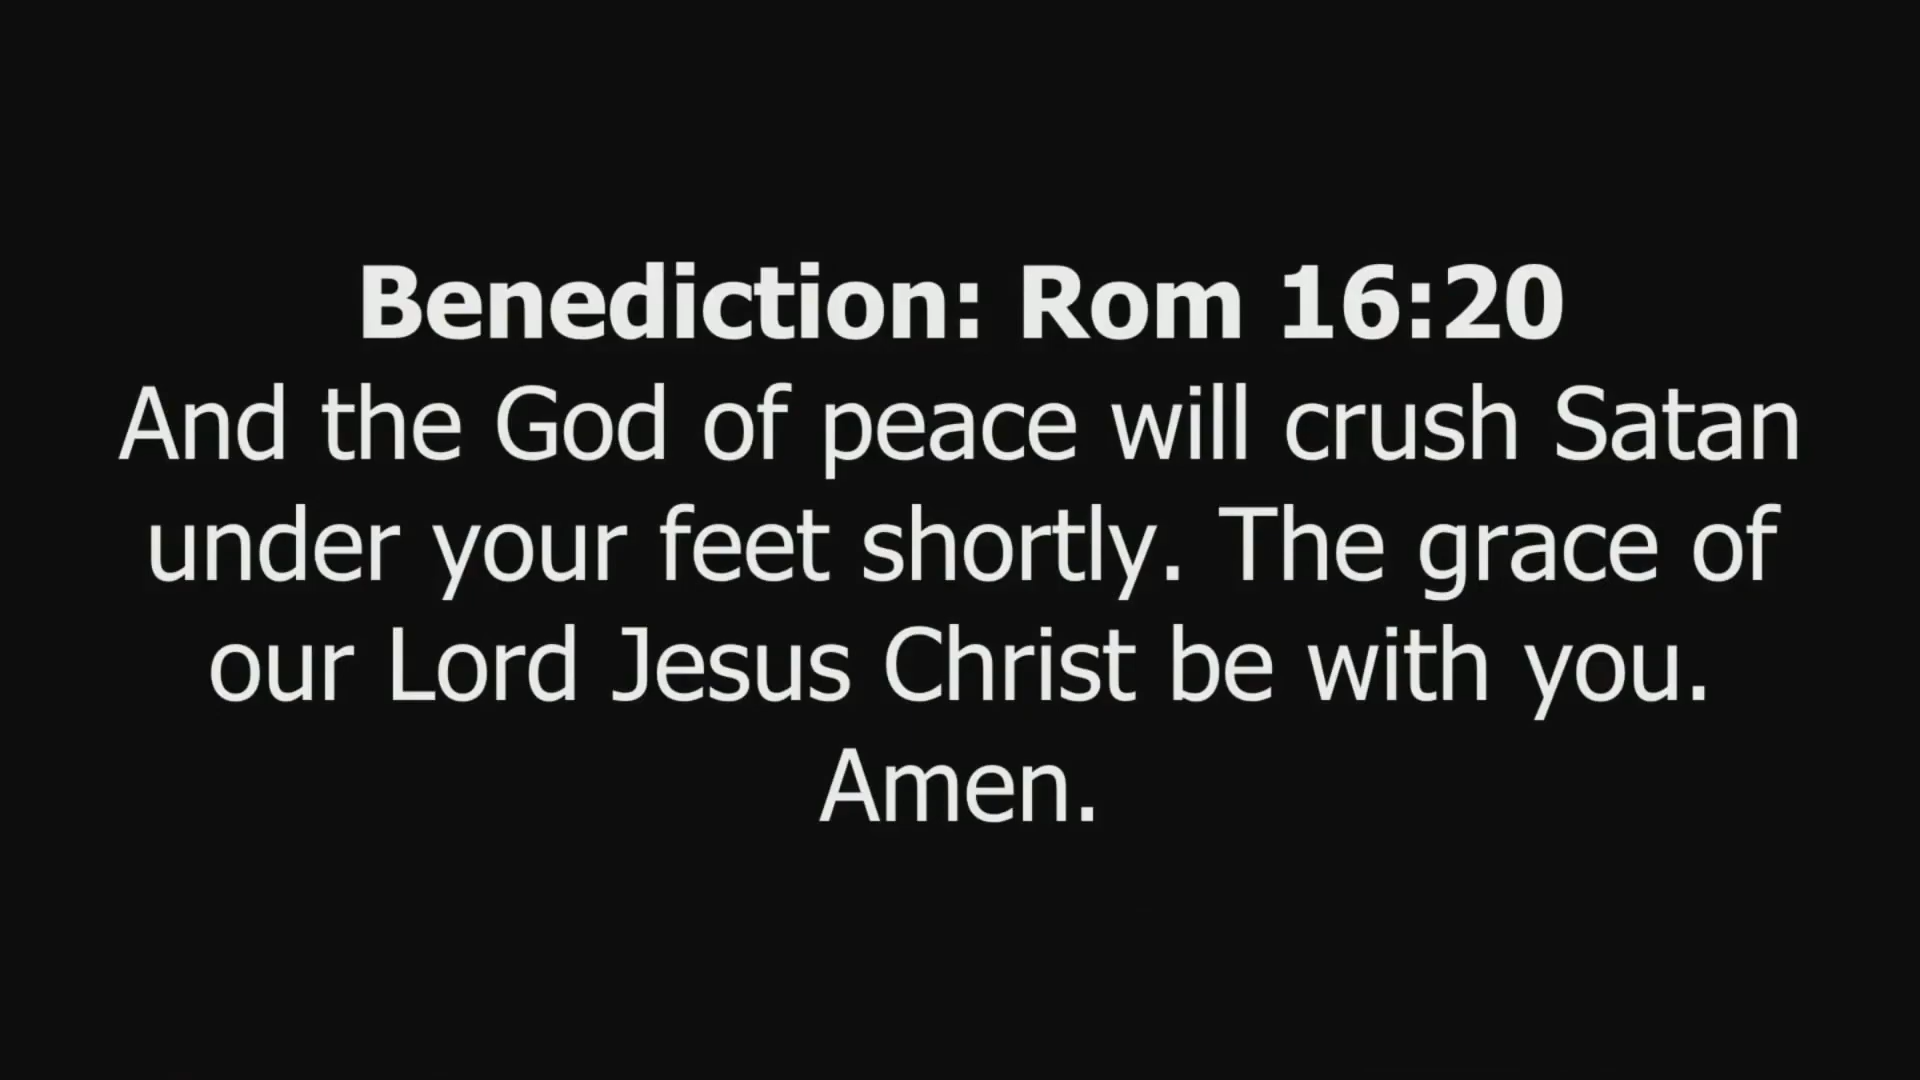 Benediction: Rom 16:20
And the God of peace will crush Satan
under your feet shortly. The grace of
our Lord Jesus Christ be with you.
Amen.